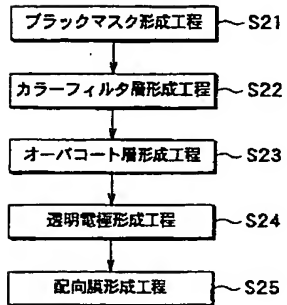 ブラックマスク形成工程 S21
カラーフィルタ層形成工程 S22
オーバコート層形成工程 S23
透明電極形成工程 S24
配向膜形成工程 S25